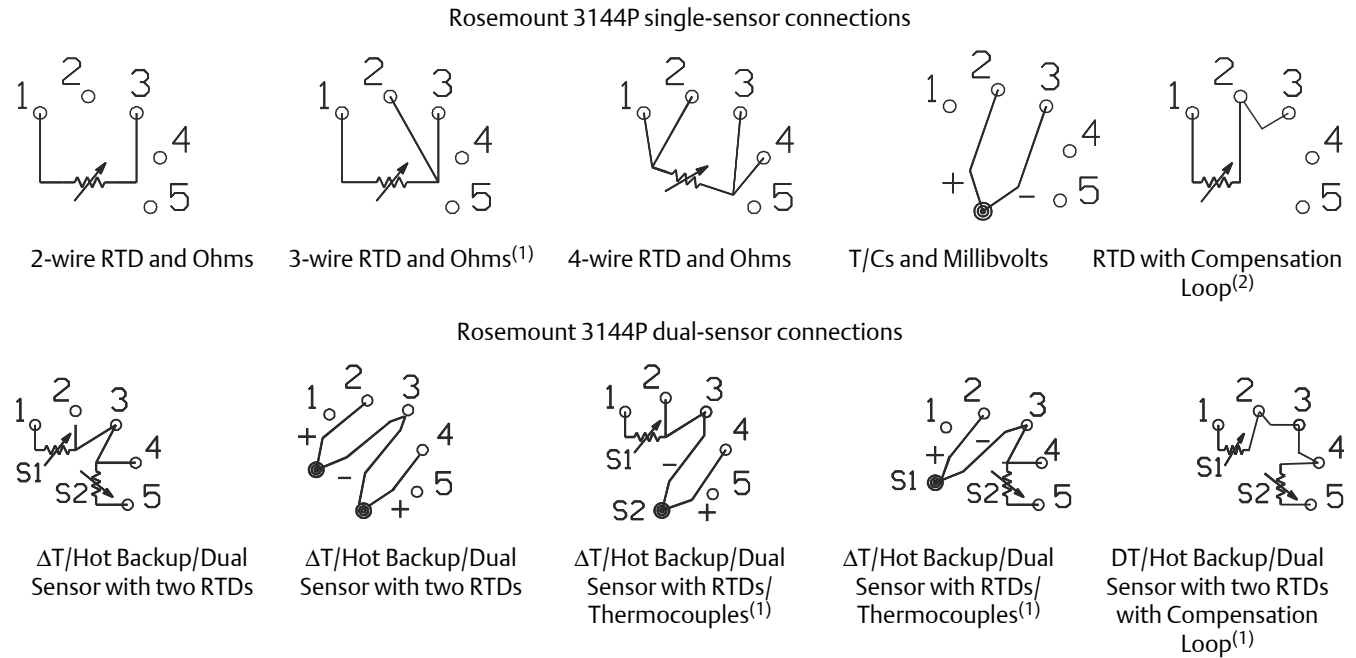 Rosemount 3144P single-sensor connections
1 2 3 4 5
1 2 3 4 5
1 2 3 4 5
1 2 3 4 5 + –
1 2 3 4 5
2-wire RTD and Ohms
3-wire RTD and Ohms(1)
4-wire RTD and Ohms
T/Cs and Millibvolts
RTD with Compensation
Loop(2)
Rosemount 3144P dual-sensor connections
1 2 3 4 5 S1 S2
1 2 3 4 5 + – – +
1 2 3 4 5 S1 – S2 +
1 2 3 4 5 + – S1 S2
1 2 3 4 5 S1 S2
ΔT/Hot Backup/Dual
Sensor with two RTDs
ΔT/Hot Backup/Dual
Sensor with two RTDs
ΔT/Hot Backup/Dual
Sensor with RTDs/
Thermocouples(1)
ΔT/Hot Backup/Dual
Sensor with RTDs/
Thermocouples(1)
DT/Hot Backup/Dual
Sensor with two RTDs
with Compensation
Loop(1)